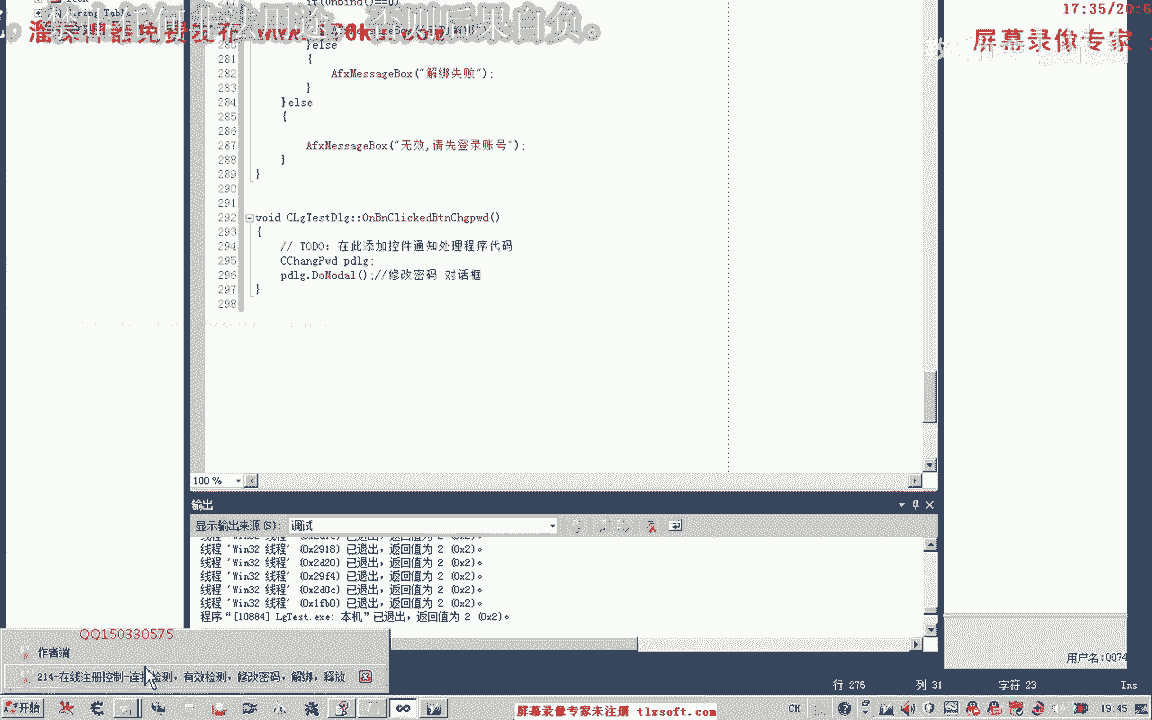 17:35/20:5
屏幕录像专家
if(Unbind()==0)
281 }else
282 {
AfxMessageBox("解绑失败");
283 }
284 }else
285 {
286
287 AfxMessageBox("无效,请先登录账号");
288 }
289 }
290
291
292 void CLgTestDlg::OnBnClickedBtnChgpwd()
293 {
294 // TODO: 在此添加控件通知处理程序代码
295 CChangPwd pdlg;
296 pdlg.DoModal();//修改密码 对话框
297 }
298
100 %
输出
显示输出来源(S): 调试
线程 'Win32 线程' (0x2918) 已退出，返回值为 2 (0x2)。
线程 'Win32 线程' (0x2d20) 已退出，返回值为 2 (0x2)。
线程 'Win32 线程' (0x29f4) 已退出，返回值为 2 (0x2)。
线程 'Win32 线程' (0x2d0c) 已退出，返回值为 2 (0x2)。
线程 'Win32 线程' (0x1fb0) 已退出，返回值为 2 (0x2)。
程序“[10884] LgTest.exe: 本机”已退出，返回值为 2 (0x2)。
QQ150330575
作者端
214-在线注册控制-连接检测，有效检测，修改密码，解绑，释放
用户名:QQ74
行 276 列 31 字符 23 Ins
开始
屏幕录像专家未注册 tlxsoft.com
CH
19:45